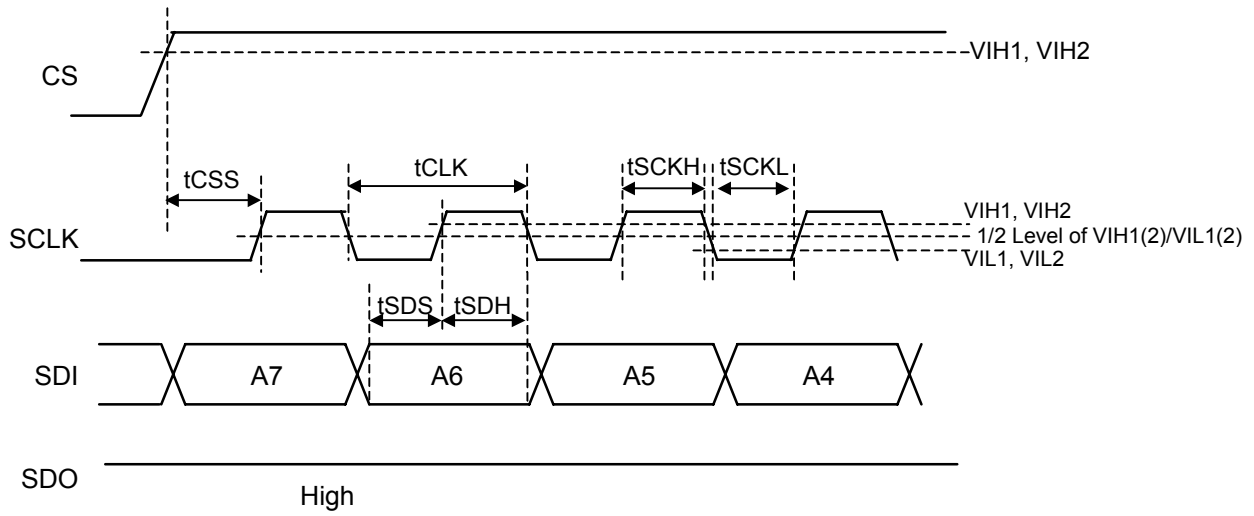 VIH1, VIH2
CS
tCLK
tSCKH
tSCKL
tCSS
VIH1, VIH2
SCLK
1/2 Level of VIH1(2)/VIL1(2)
VIL1, VIL2
tSDS
tSDH
SDI
A7
A6
A5
A4
SDO
High